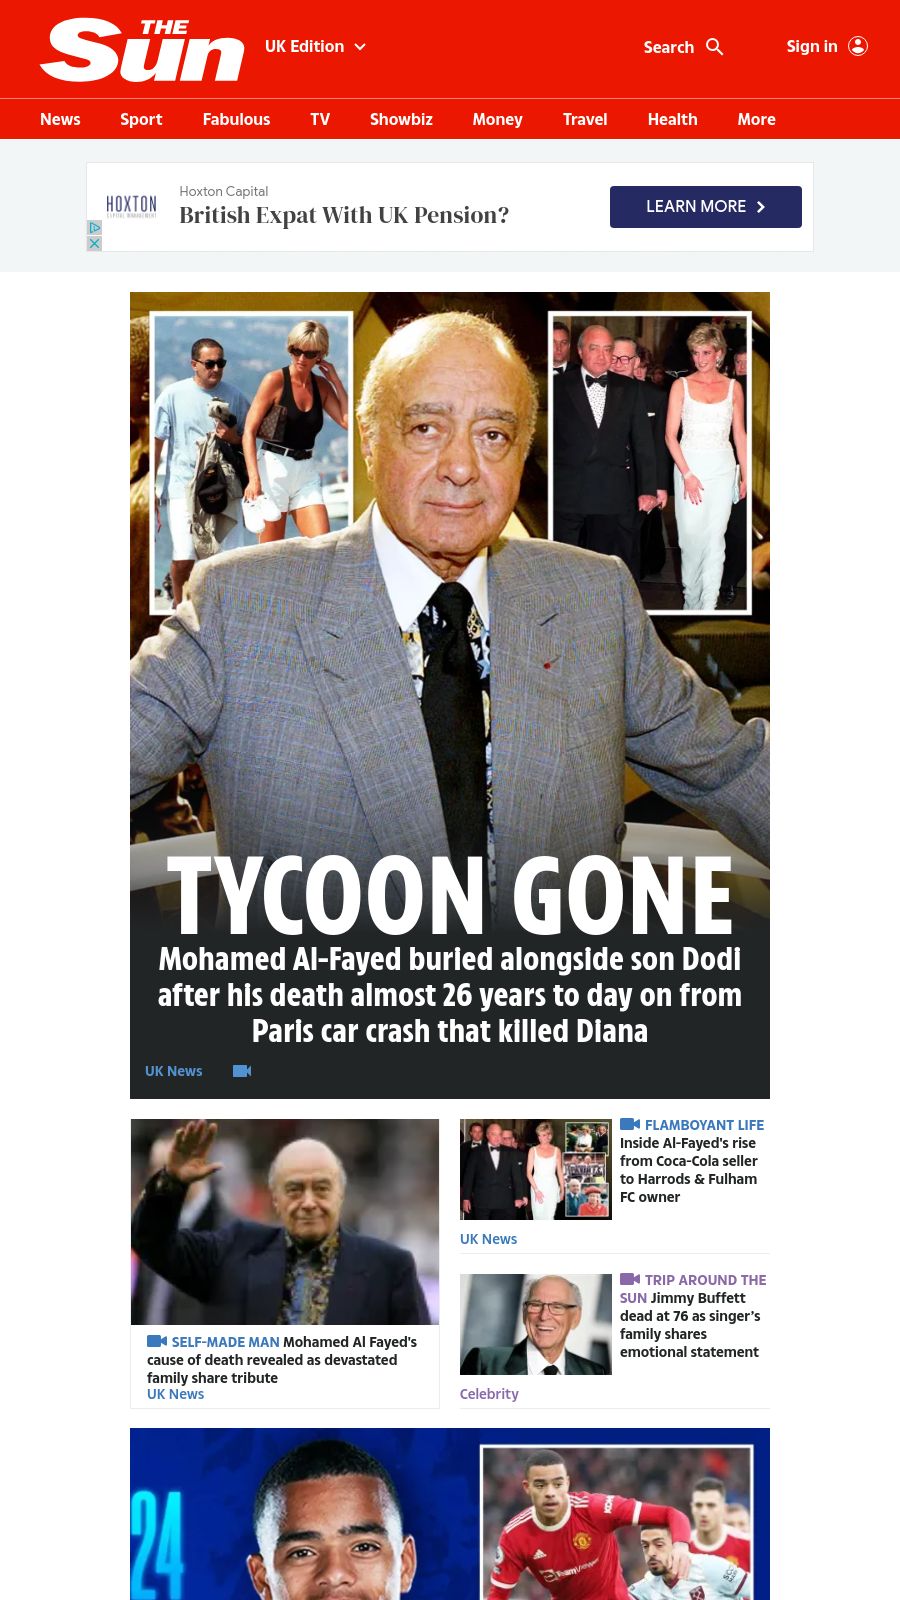 THE
Sun
UK Edition
Search
Sign in
News
Sport
Fabulous
TV
Showbiz
Money
Travel
Health
More
HOXTON
CAPITAL MANAGEMENT
Hoxton Capital
British Expat With UK Pension?
LEARN MORE
TYCOON GONE
Mohamed Al-Fayed buried alongside son Dodi
after his death almost 26 years to day on from
Paris car crash that killed Diana
UK News
SELF-MADE MAN Mohamed Al Fayed's
cause of death revealed as devastated
family share tribute
UK News
FLAMBOYANT LIFE
Inside Al-Fayed's rise
from Coca-Cola seller
to Harrods & Fulham
FC owner
UK News
TRIP AROUND THE
SUN Jimmy Buffett
dead at 76 as singer’s
family shares
emotional statement
Celebrity
24
TeamViewer